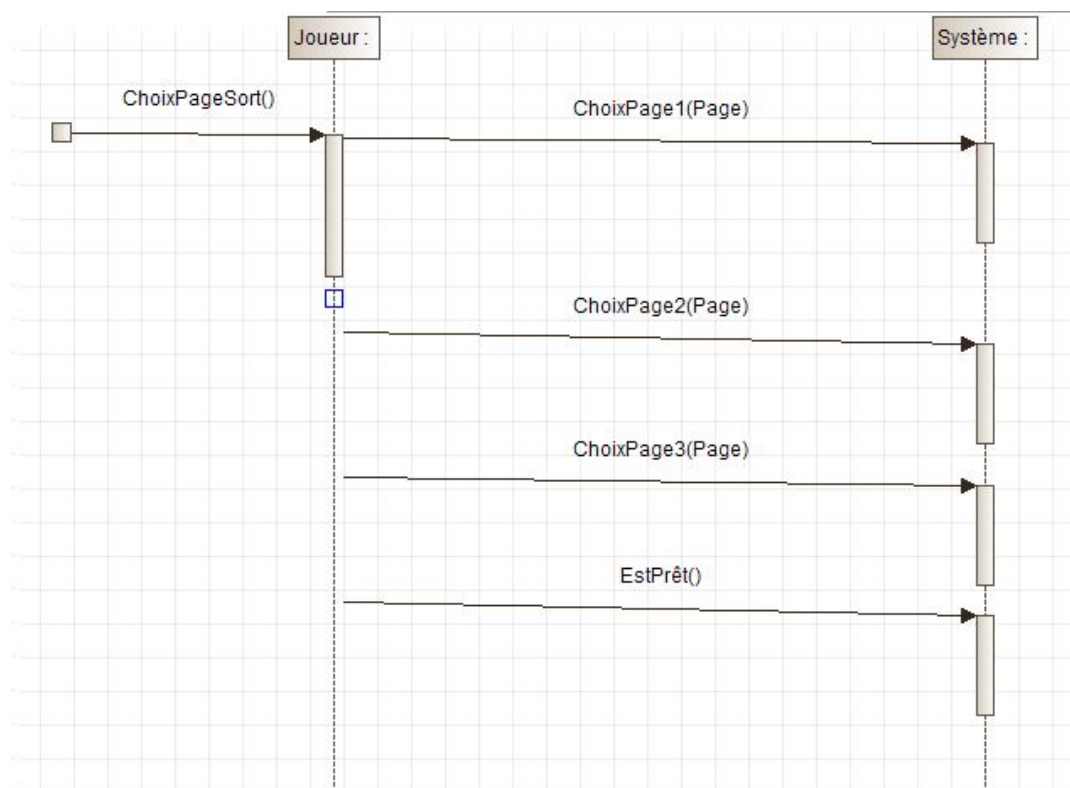 Joueur :
Système :
ChoixPageSort()
ChoixPage1(Page)
ChoixPage2(Page)
ChoixPage3(Page)
EstPrêt()